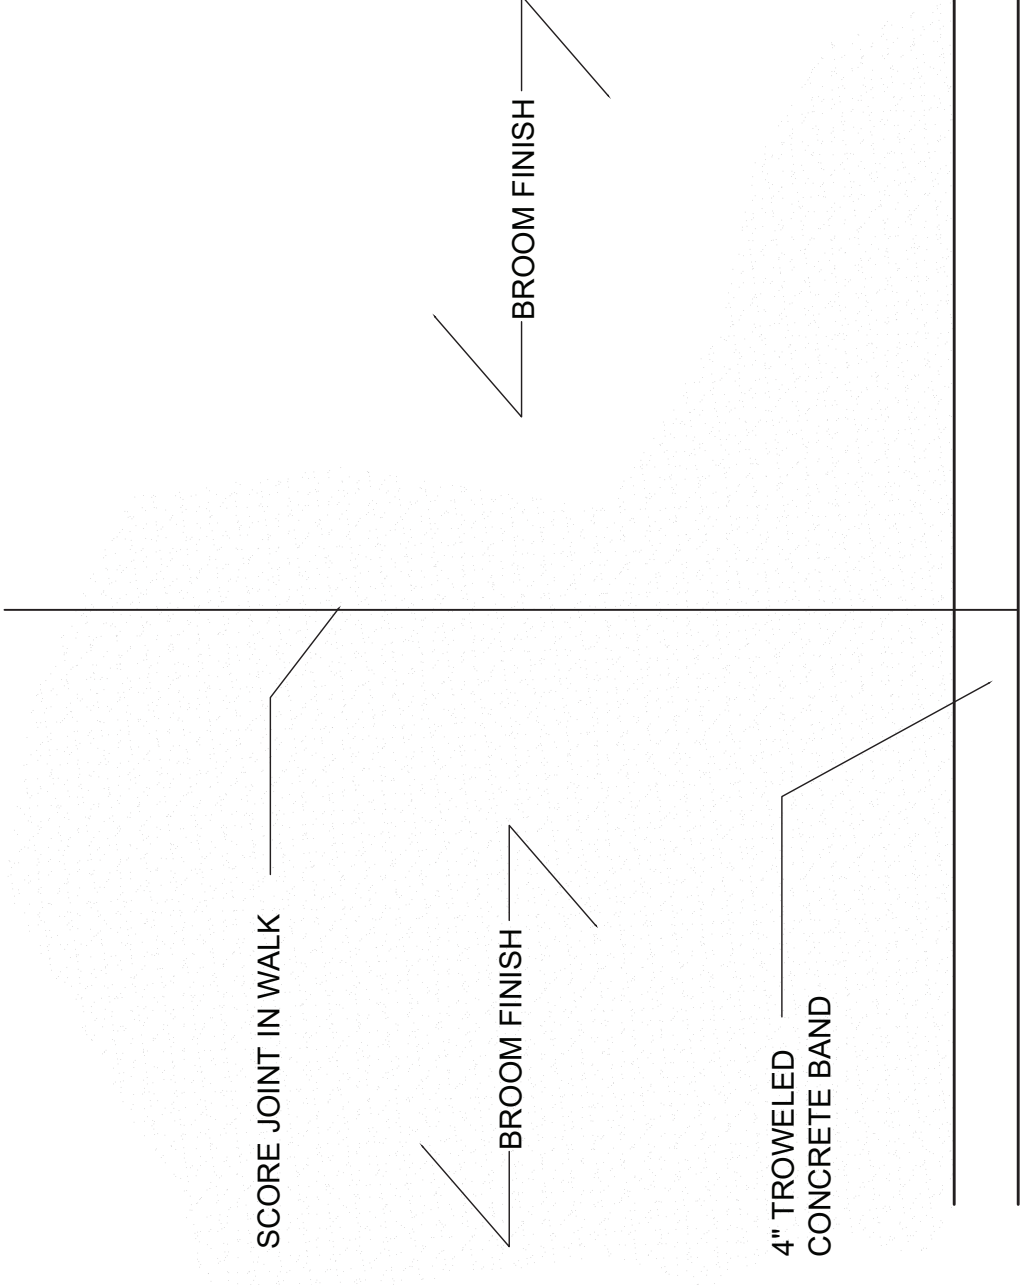 SCORE JOINT IN WALK
BROOM FINISH
BROOM FINISH
4" TROWELED
CONCRETE BAND